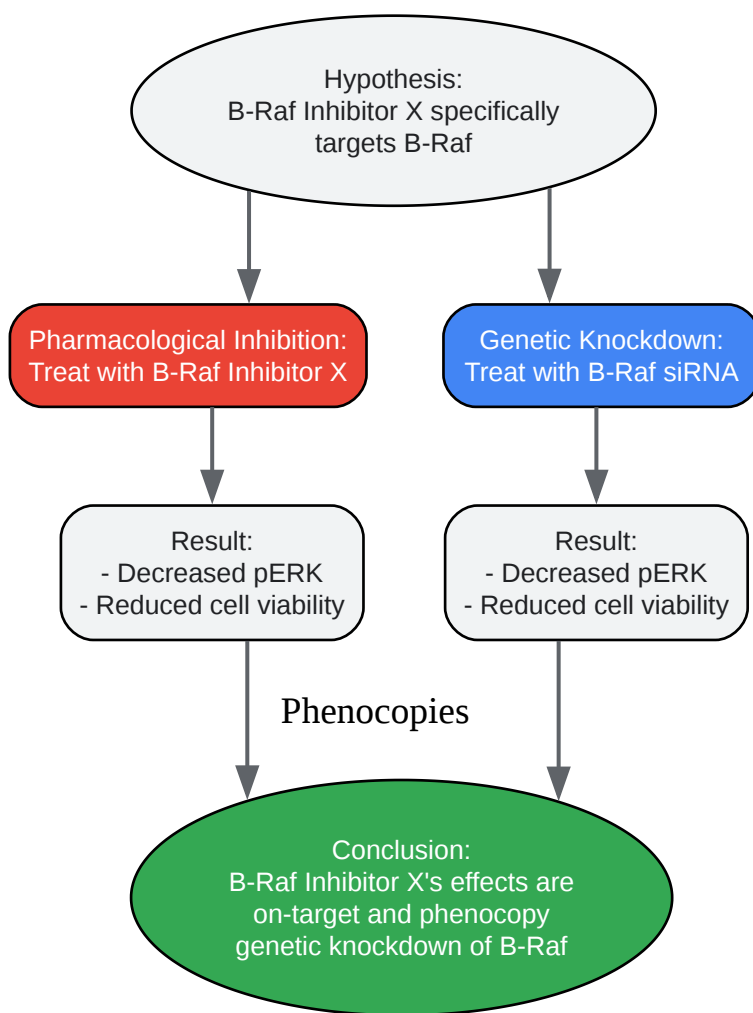 Hypothesis:
B-Raf Inhibitor X specifically
targets B-Raf
Pharmacological Inhibition:
Treat with B-Raf Inhibitor X
Genetic Knockdown:
Treat with B-Raf siRNA
Result:
- Decreased pERK
- Reduced cell viability
Result:
- Decreased pERK
- Reduced cell viability
Phenocopies
Conclusion:
B-Raf Inhibitor X's effects are
on-target and phenocopy
genetic knockdown of B-Raf